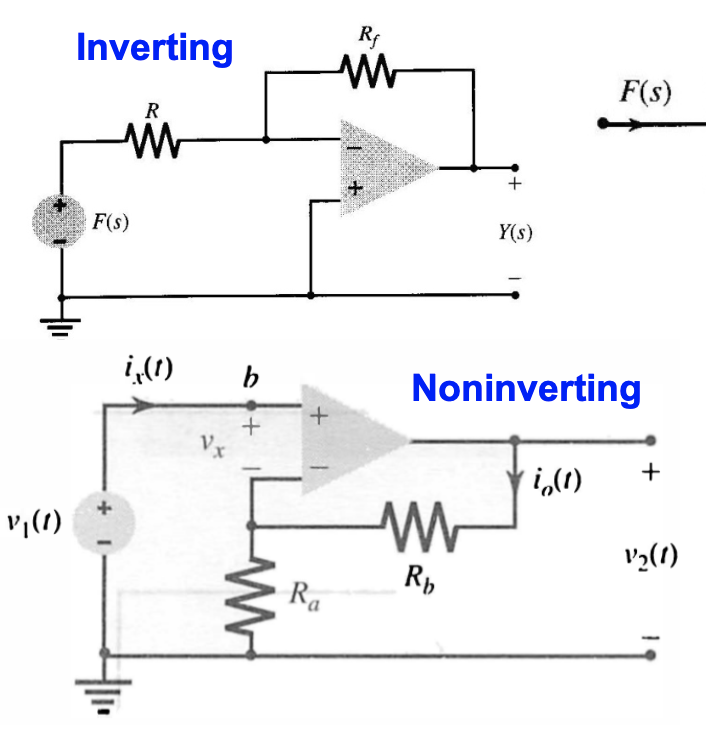 Inverting
R_f
F(s)
R
−
+
+
−
F(s)
+
Y(s)
−
i_x(t)
b
Noninverting
+
+
v_x
−
−
i_o(t)
+
+
−
v_1(t)
v_2(t)
R_b
R_a
−